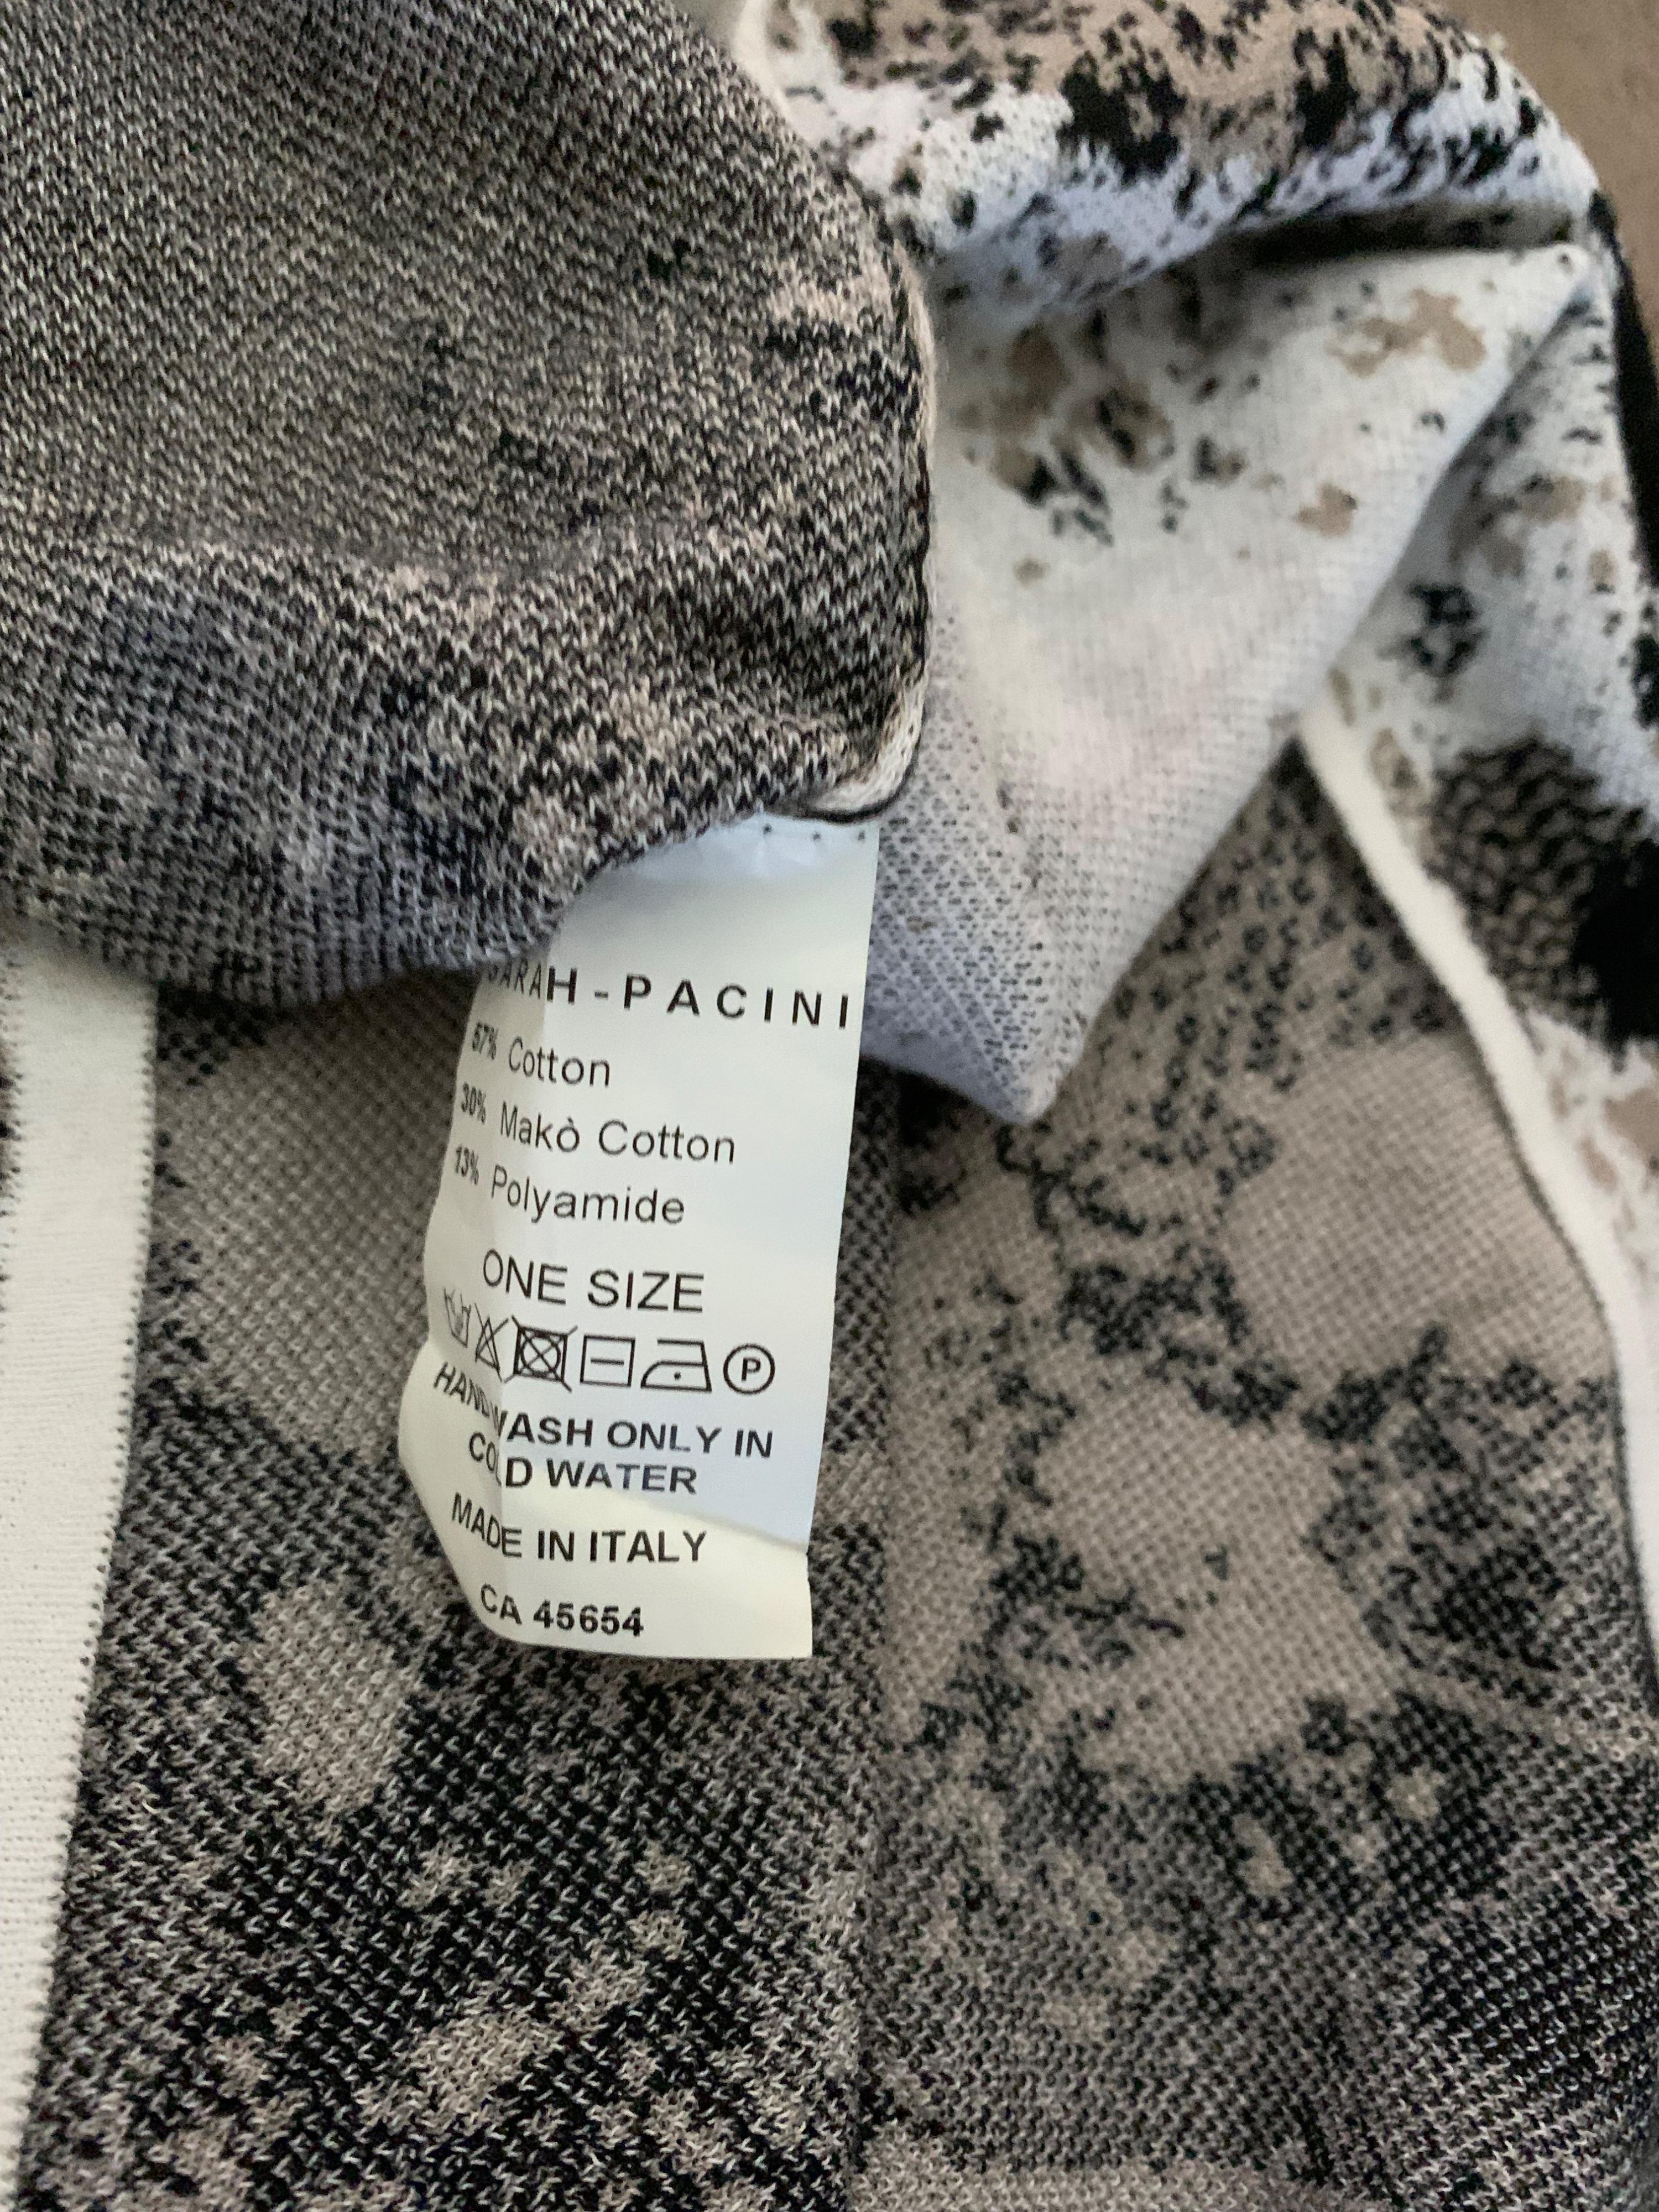 SARAH-PACINI
57% Cotton
30% Makò Cotton
13% Polyamide
ONE SIZE
P
HAND WASH ONLY IN
COLD WATER
MADE IN ITALY
CA 45654